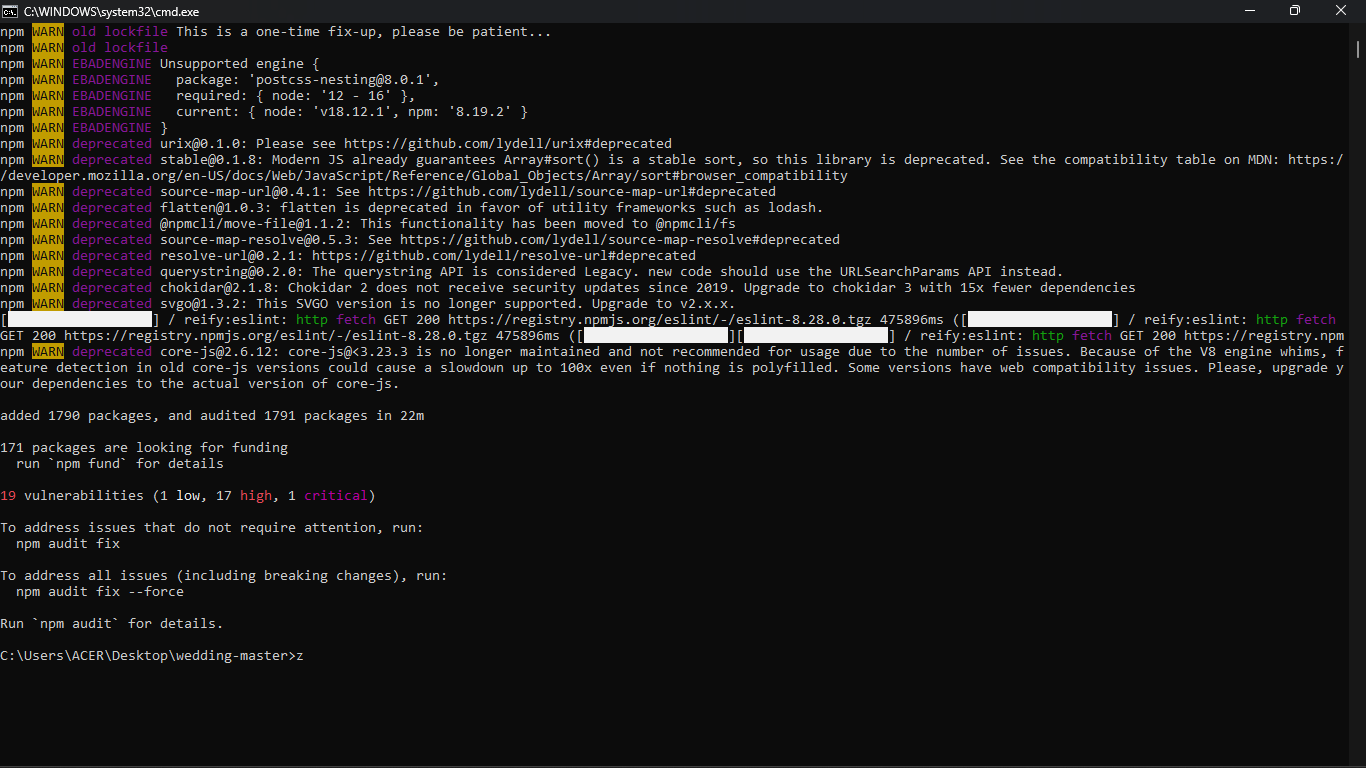 C:\WINDOWS\system32\cmd.exe
npm WARN old lockfile This is a one-time fix-up, please be patient...
npm WARN old lockfile
npm WARN EBADENGINE Unsupported engine {
npm WARN EBADENGINE   package: 'postcss-nesting@8.0.1',
npm WARN EBADENGINE   required: { node: '12 - 16' },
npm WARN EBADENGINE   current: { node: 'v18.12.1', npm: '8.19.2' }
npm WARN EBADENGINE }
npm WARN deprecated urix@0.1.0: Please see https://github.com/lydell/urix#deprecated
npm WARN deprecated stable@0.1.8: Modern JS already guarantees Array#sort() is a stable sort, so this library is deprecated. See the compatibility table on MDN: https:/
/developer.mozilla.org/en-US/docs/Web/JavaScript/Reference/Global_Objects/Array/sort#browser_compatibility
npm WARN deprecated source-map-url@0.4.1: See https://github.com/lydell/source-map-url#deprecated
npm WARN deprecated flatten@1.0.3: flatten is deprecated in favor of utility frameworks such as lodash.
npm WARN deprecated @npmcli/move-file@1.1.2: This functionality has been moved to @npmcli/fs
npm WARN deprecated source-map-resolve@0.5.3: See https://github.com/lydell/source-map-resolve#deprecated
npm WARN deprecated resolve-url@0.2.1: https://github.com/lydell/resolve-url#deprecated
npm WARN deprecated querystring@0.2.0: The querystring API is considered Legacy. new code should use the URLSearchParams API instead.
npm WARN deprecated chokidar@2.1.8: Chokidar 2 does not receive security updates since 2019. Upgrade to chokidar 3 with 15x fewer dependencies
npm WARN deprecated svgo@1.3.2: This SVGO version is no longer supported. Upgrade to v2.x.x.
[                  ] / reify:eslint: http fetch GET 200 https://registry.npmjs.org/eslint/-/eslint-8.28.0.tgz 475896ms ([                  ] / reify:eslint: http fetch
GET 200 https://registry.npmjs.org/eslint/-/eslint-8.28.0.tgz 475896ms ([                  ][                  ] / reify:eslint: http fetch GET 200 https://registry.npm
npm WARN deprecated core-js@2.6.12: core-js@<3.23.3 is no longer maintained and not recommended for usage due to the number of issues. Because of the V8 engine whims, f
eature detection in old core-js versions could cause a slowdown up to 100x even if nothing is polyfilled. Some versions have web compatibility issues. Please, upgrade y
our dependencies to the actual version of core-js.
added 1790 packages, and audited 1791 packages in 22m
171 packages are looking for funding
  run `npm fund` for details
19 vulnerabilities (1 low, 17 high, 1 critical)
To address issues that do not require attention, run:
  npm audit fix
To address all issues (including breaking changes), run:
  npm audit fix --force
Run `npm audit` for details.
C:\Users\ACER\Desktop\wedding-master>z